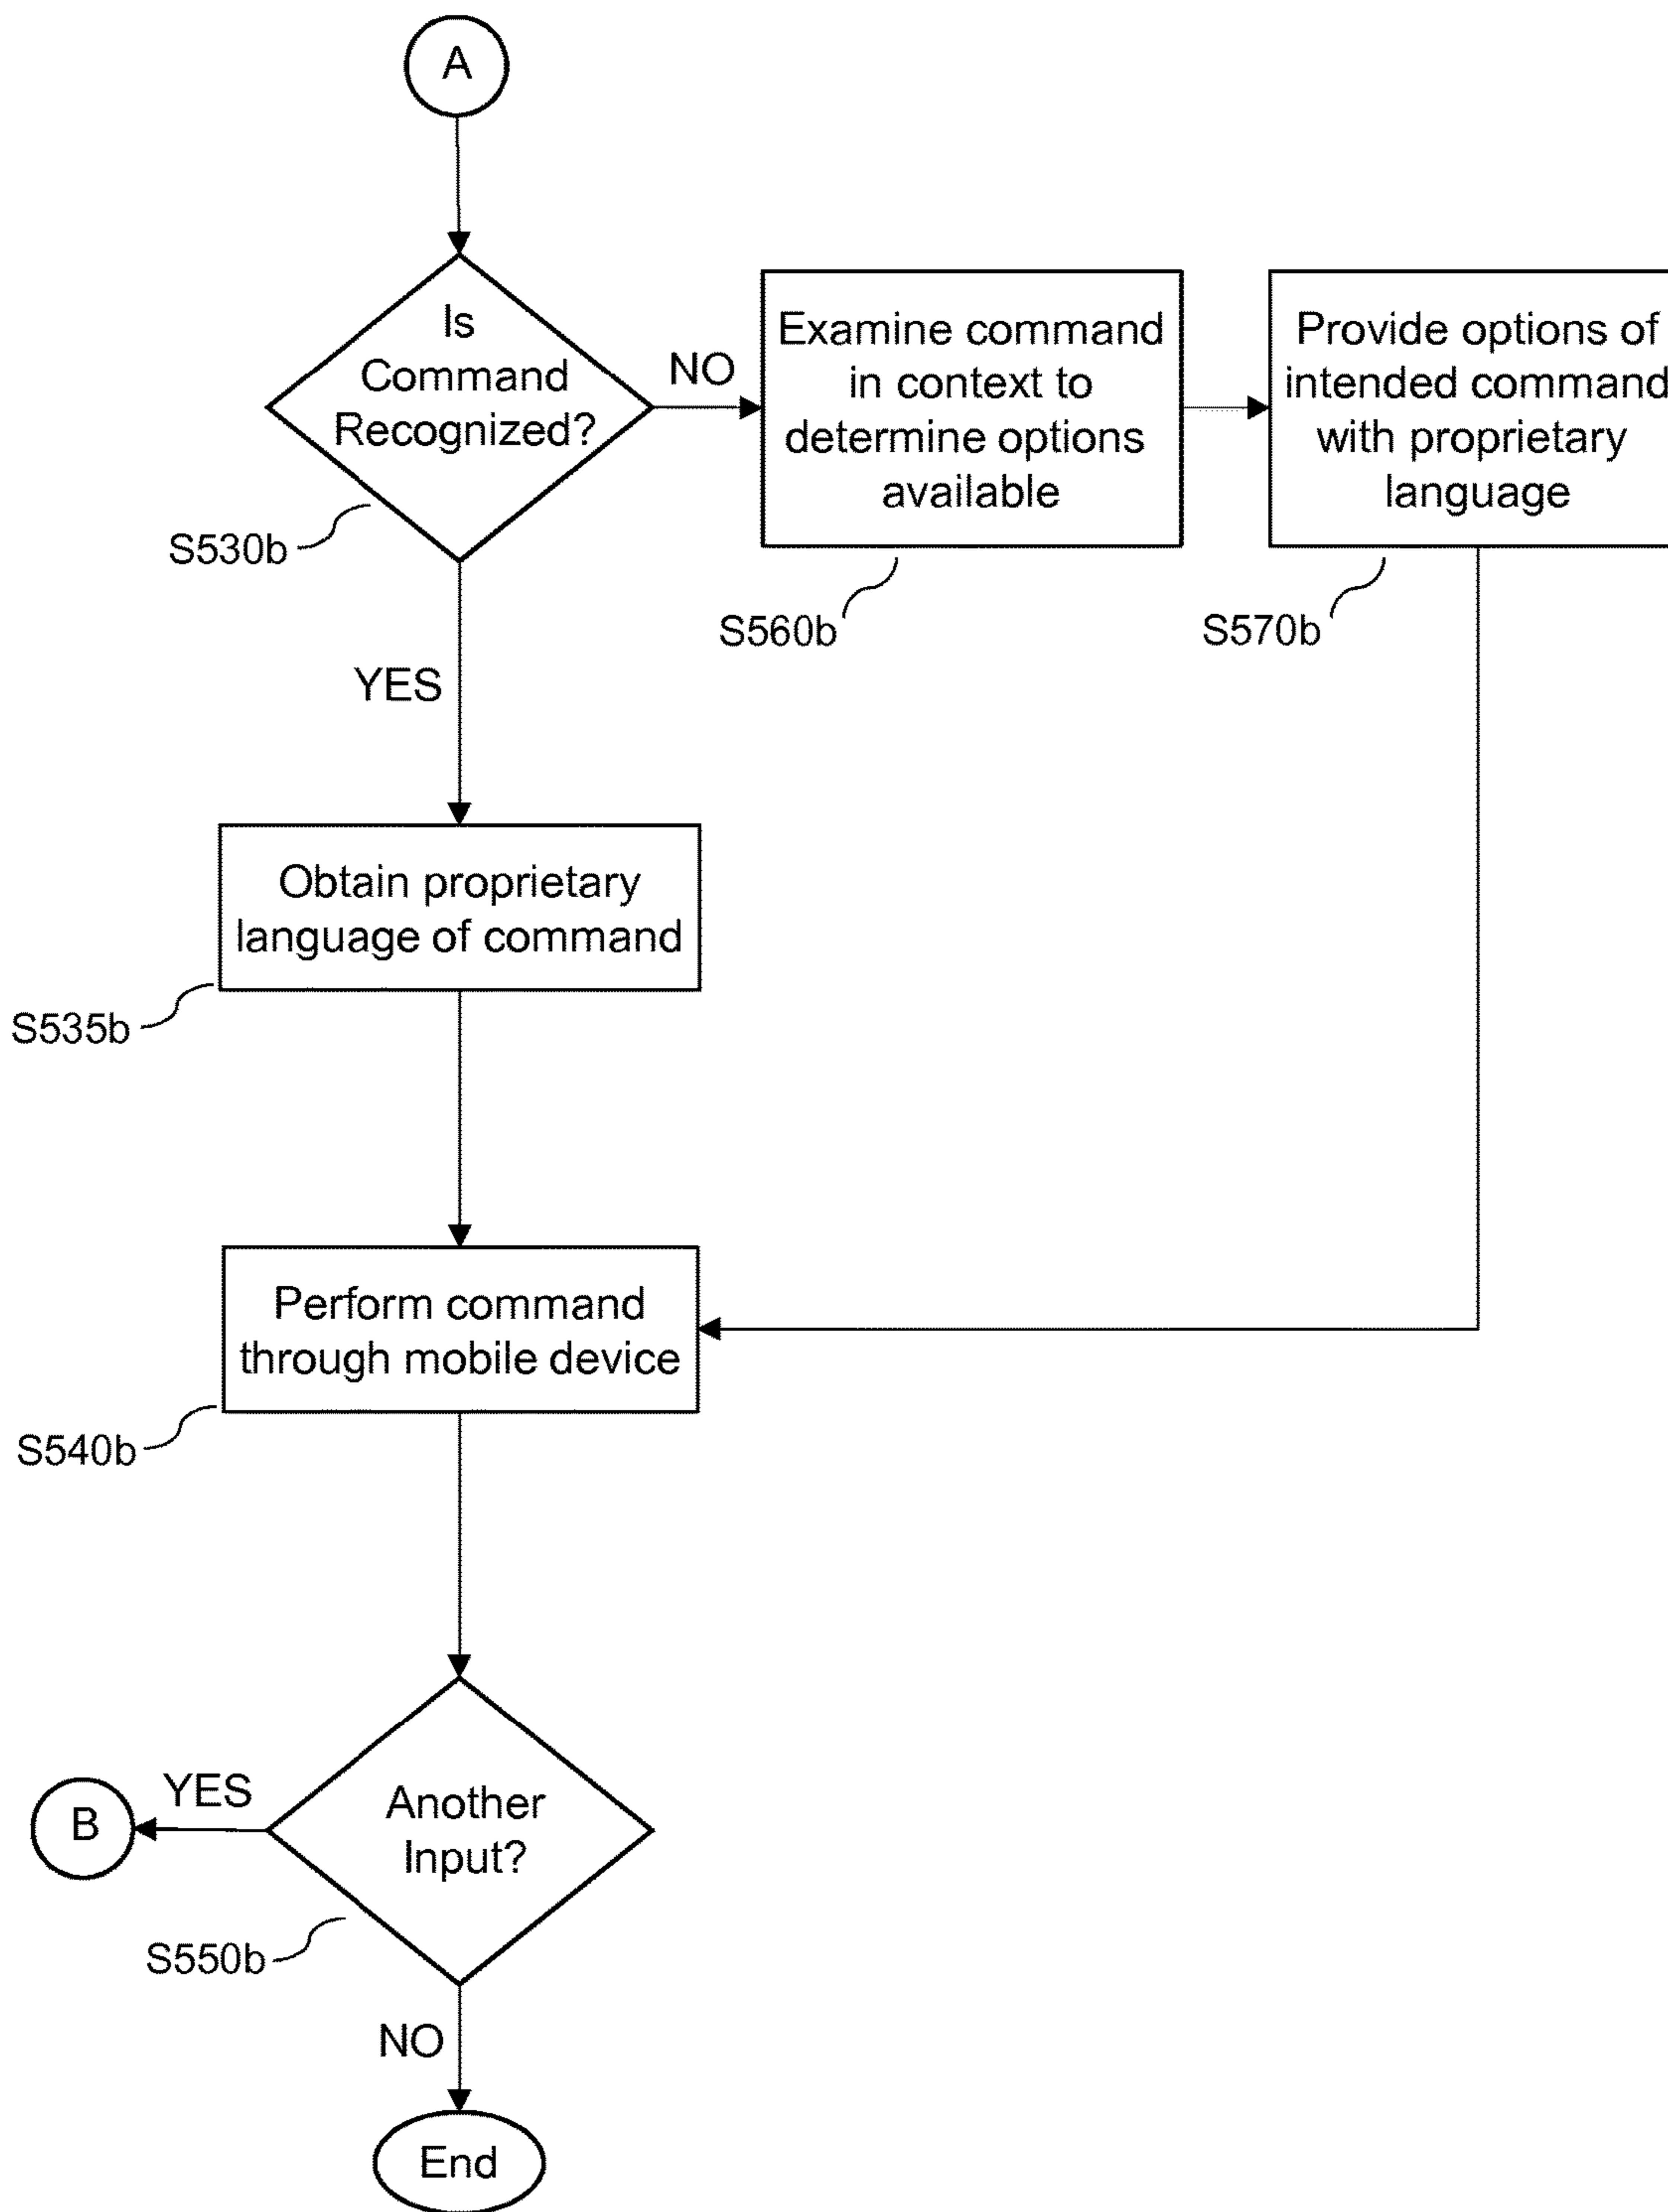 A
Is
Command
Recognized?
NO
Examine command
in context to
determine options
available
Provide options of
intended command
with proprietary
language
S530b
S560b
S570b
YES
Obtain proprietary
language of command
S535b
Perform command
through mobile device
S540b
YES
B
Another
Input?
S550b
NO
End